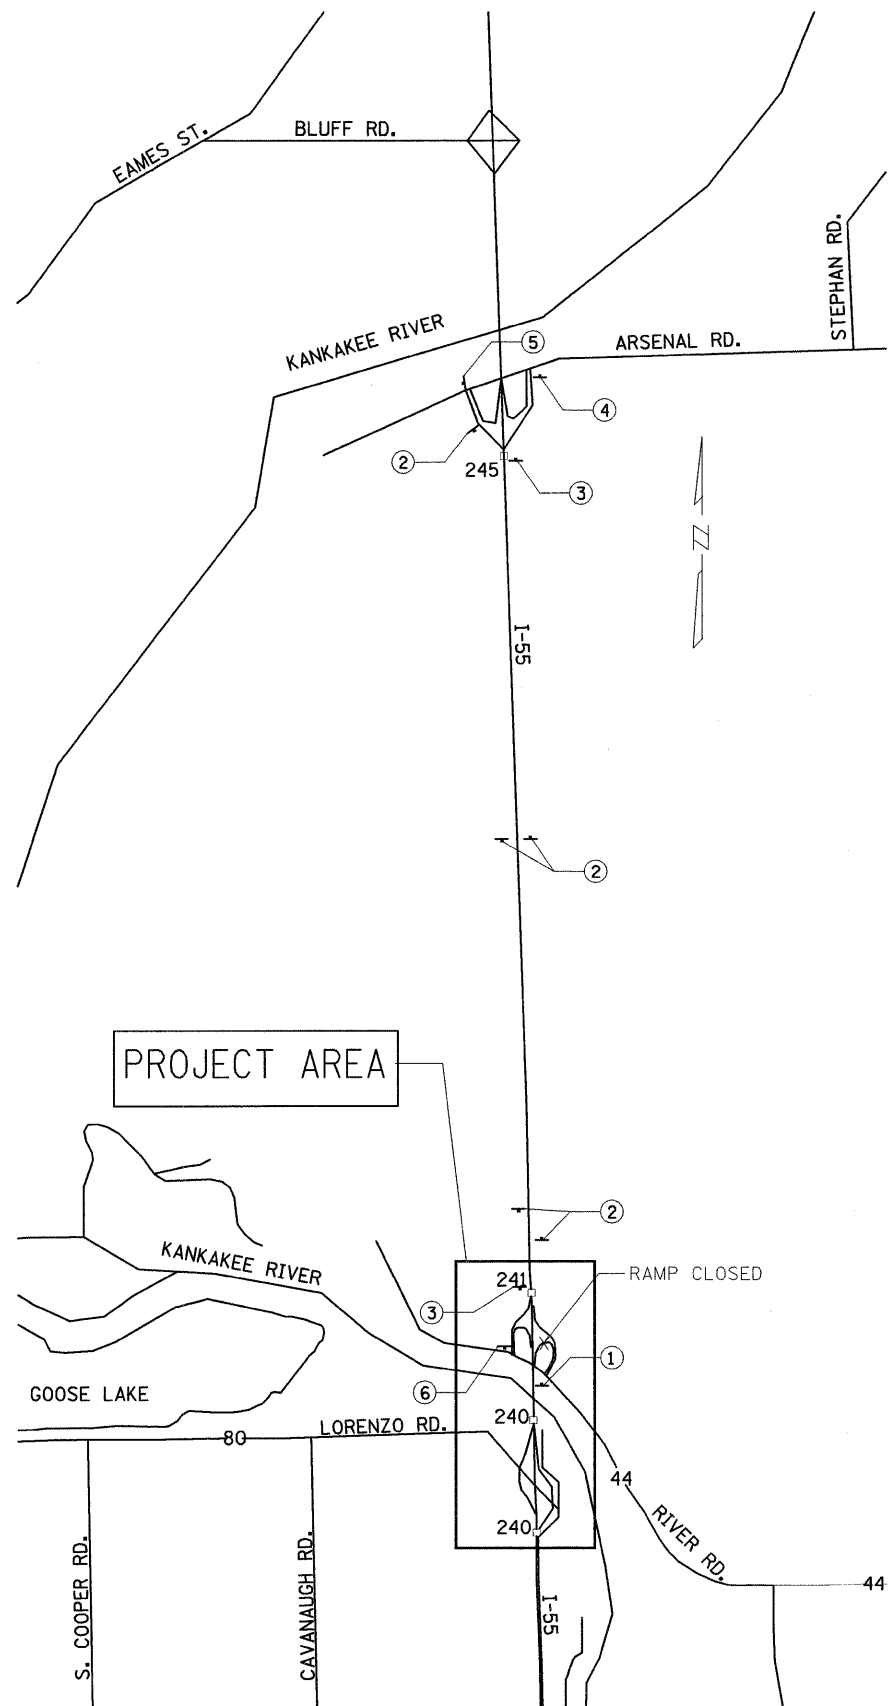 BLUFF RD.
EAMES ST.
STEPHAN RD.
KANKAKEE RIVER
5
ARSENAL RD.
4
2
245
3
N
I-55
2
PROJECT AREA
2
KANKAKEE RIVER
241
RAMP CLOSED
3
1
6
GOOSE LAKE
240
LORENZO RD.
80
44
240
RIVER RD.
S. COOPER RD.
CAVANAUGH RD.
I-55
44